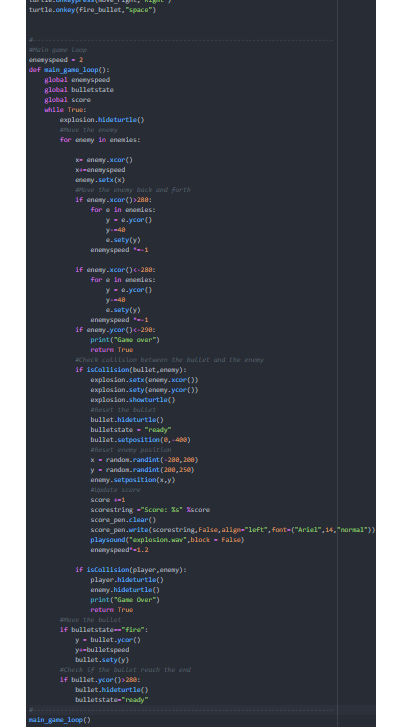 turtle.onkey(fire_bullet,"space")
#Main game loop
enemyspeed = 2
def main_game_loop():
global enemyspeed
global bulletstate
global score
while True:
explosion.hideturtle()
#Move the enemy
for enemy in enemies:
x= enemy.xcor()
x+=enemyspeed
enemy.setx(x)
#Move the enemy back and forth
if enemy.xcor()>280:
for e in enemies:
y = e.ycor()
y-=40
e.sety(y)
enemyspeed *=-1
if enemy.xcor()<-280:
for e in enemies:
y = e.ycor()
y-=40
e.sety(y)
enemyspeed *=-1
if enemy.ycor()<-290:
print("Game over")
return True
#Check collision between the bullet and the enemy
if isCollision(bullet,enemy):
explosion.setx(enemy.xcor())
explosion.sety(enemy.ycor())
explosion.showturtle()
#Reset the bullet
bullet.hideturtle()
bulletstate = "ready"
bullet.setposition(0,-400)
#Reset enemy position
x = random.randint(-200,200)
y = random.randint(200,250)
enemy.setposition(x,y)
#Update score
score +=1
scorestring ="Score: %s" %score
score_pen.clear()
score_pen.write(scorestring,False,align="left",font=("Ariel",14,"normal"))
playsound("explosion.wav",block = False)
enemyspeed*=1.2
if isCollision(player,enemy):
player.hideturtle()
enemy.hideturtle()
print("Game Over")
return True
#Move the bullet
if bulletstate=="fire":
y = bullet.ycor()
y+=bulletspeed
bullet.sety(y)
#Check if the bullet reach the end
if bullet.ycor()>280:
bullet.hideturtle()
bulletstate="ready"
main_game_loop()